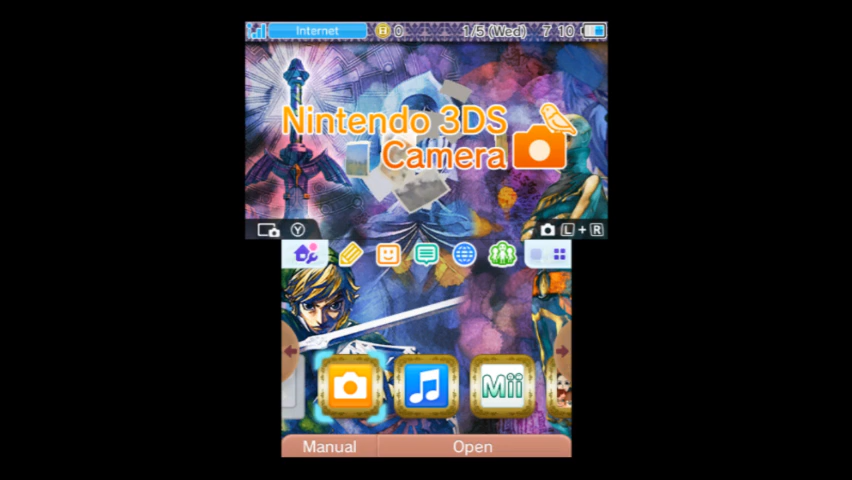 Internet 0 1/5 (Wed) 7 10
Nintendo 3DS
Camera
Y L + R
Mii
Manual Open